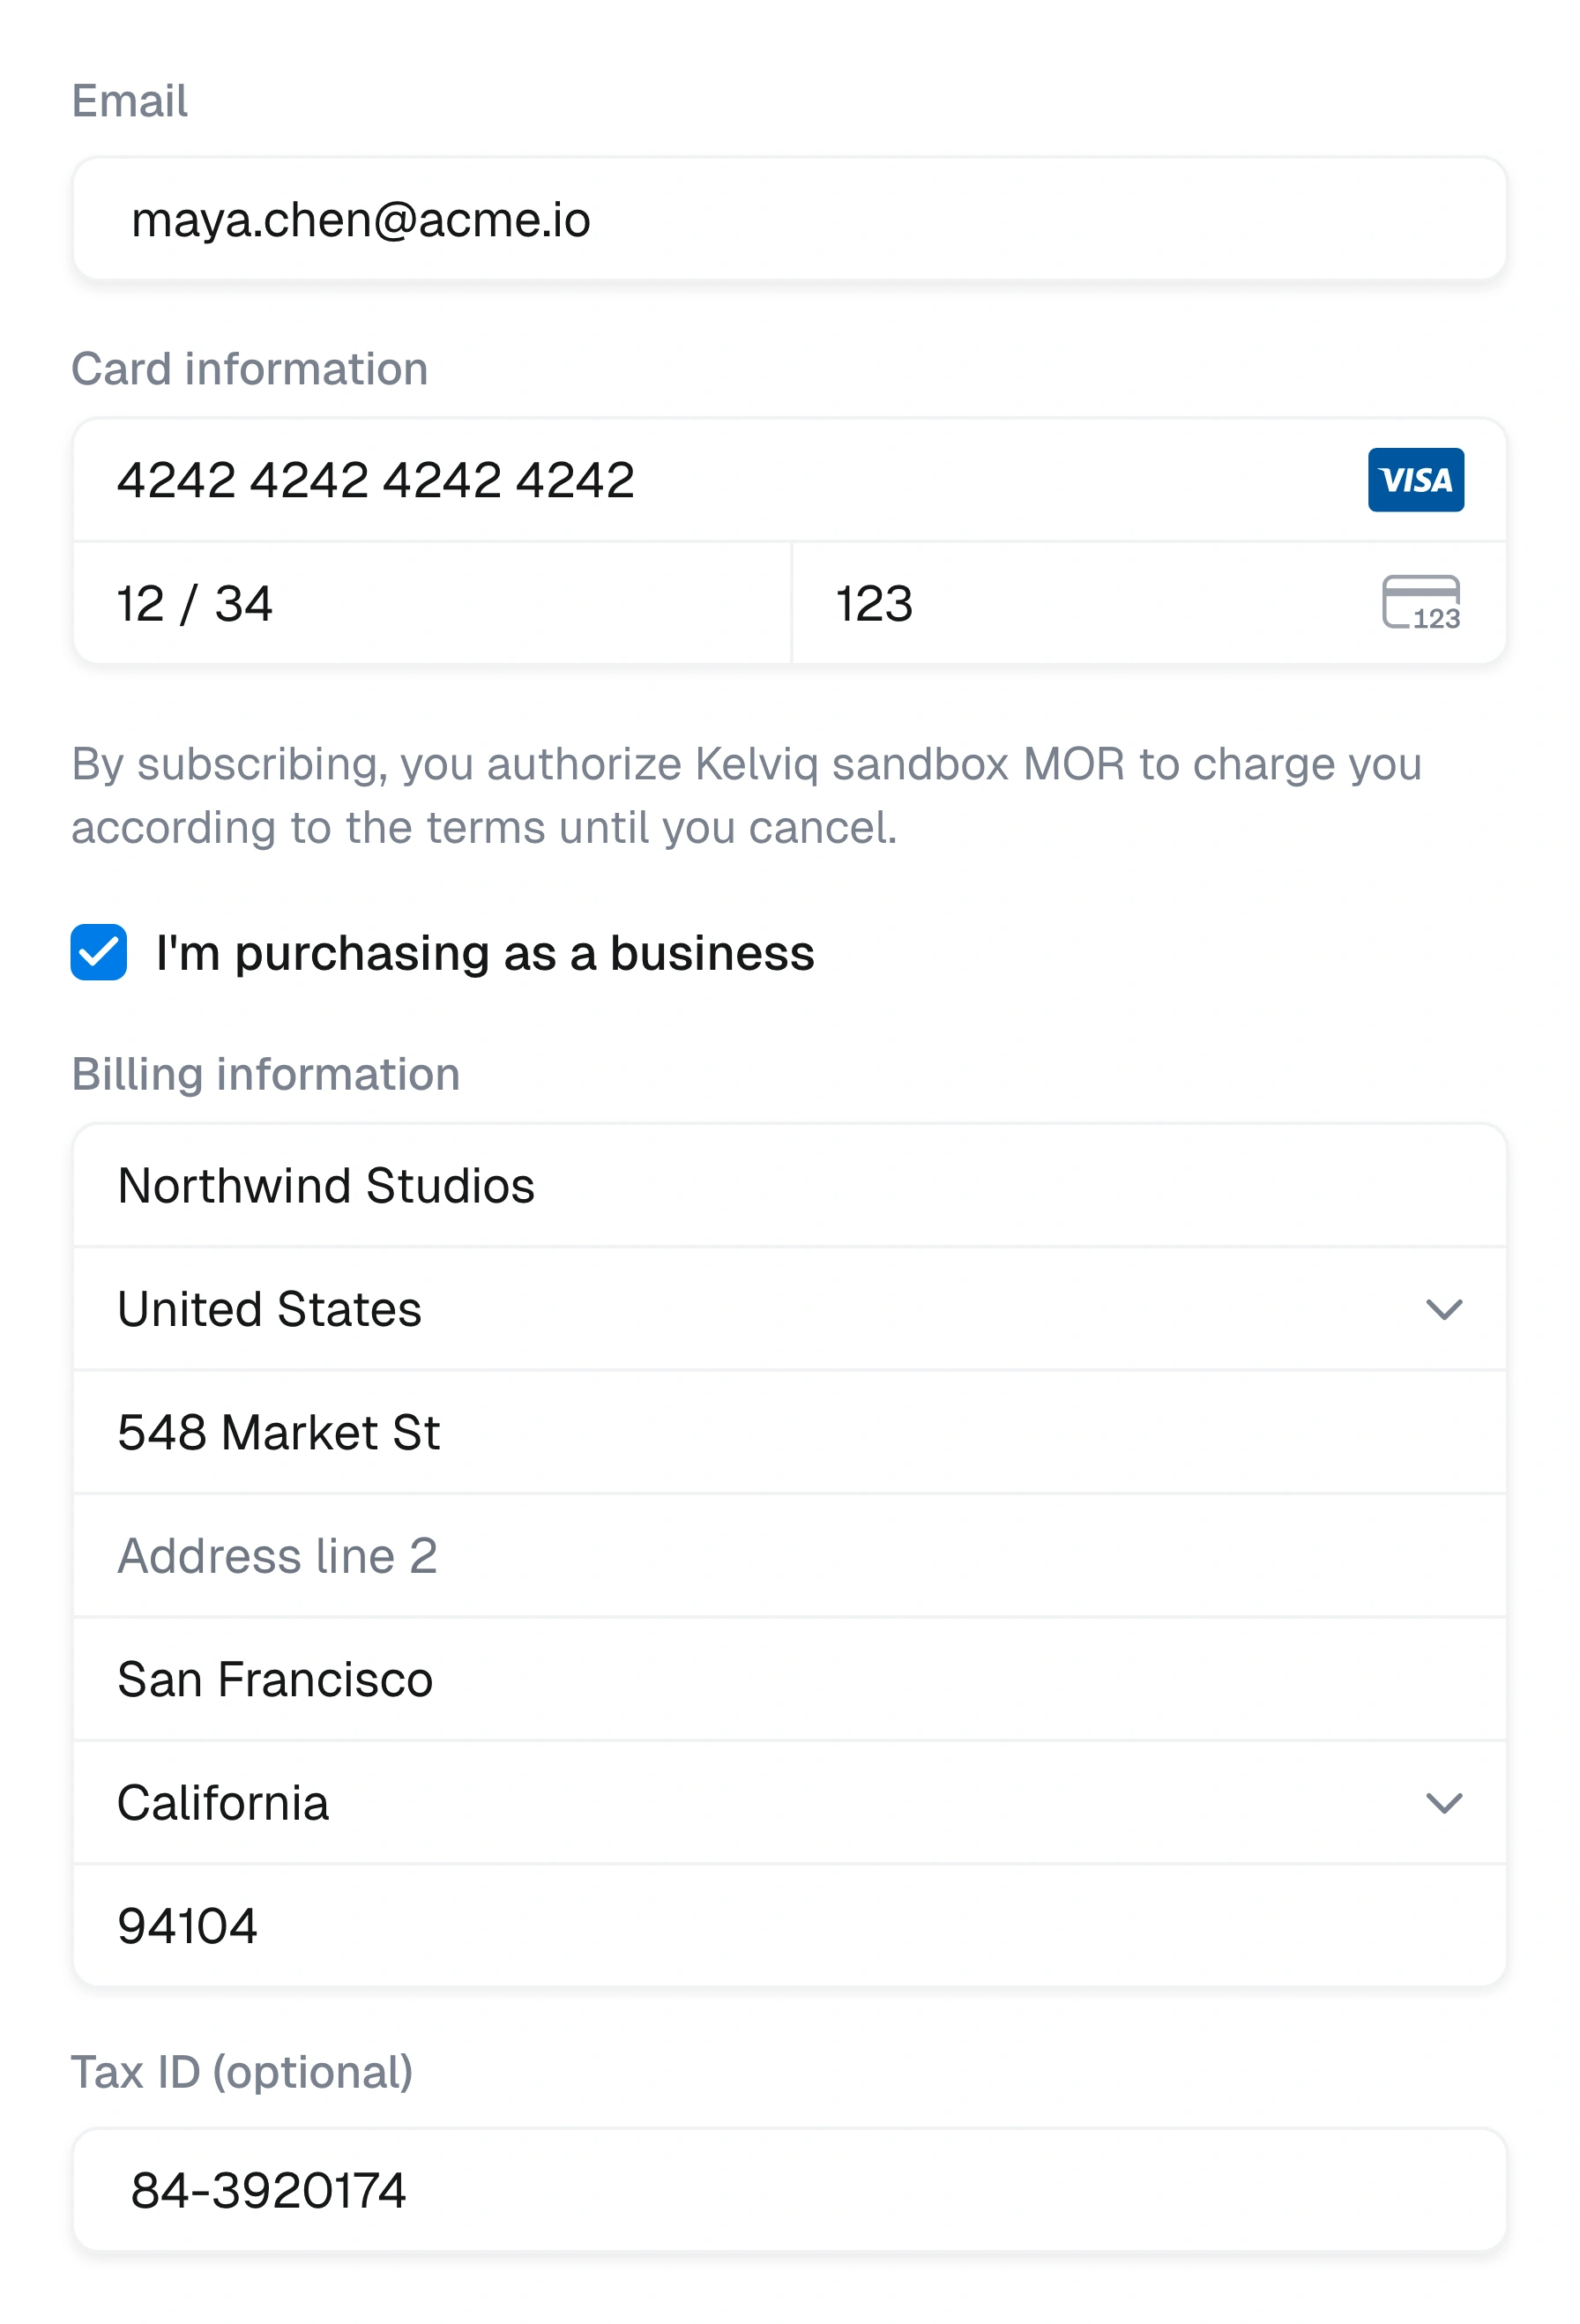 Email
maya.chen@acme.io
Card information
4242 4242 4242 4242
VISA
12 / 34
123
123
By subscribing, you authorize Kelviq sandbox MOR to charge you
according to the terms until you cancel.
I'm purchasing as a business
Billing information
Northwind Studios
United States
548 Market St
Address line 2
San Francisco
California
94104
Tax ID (optional)
84-3920174